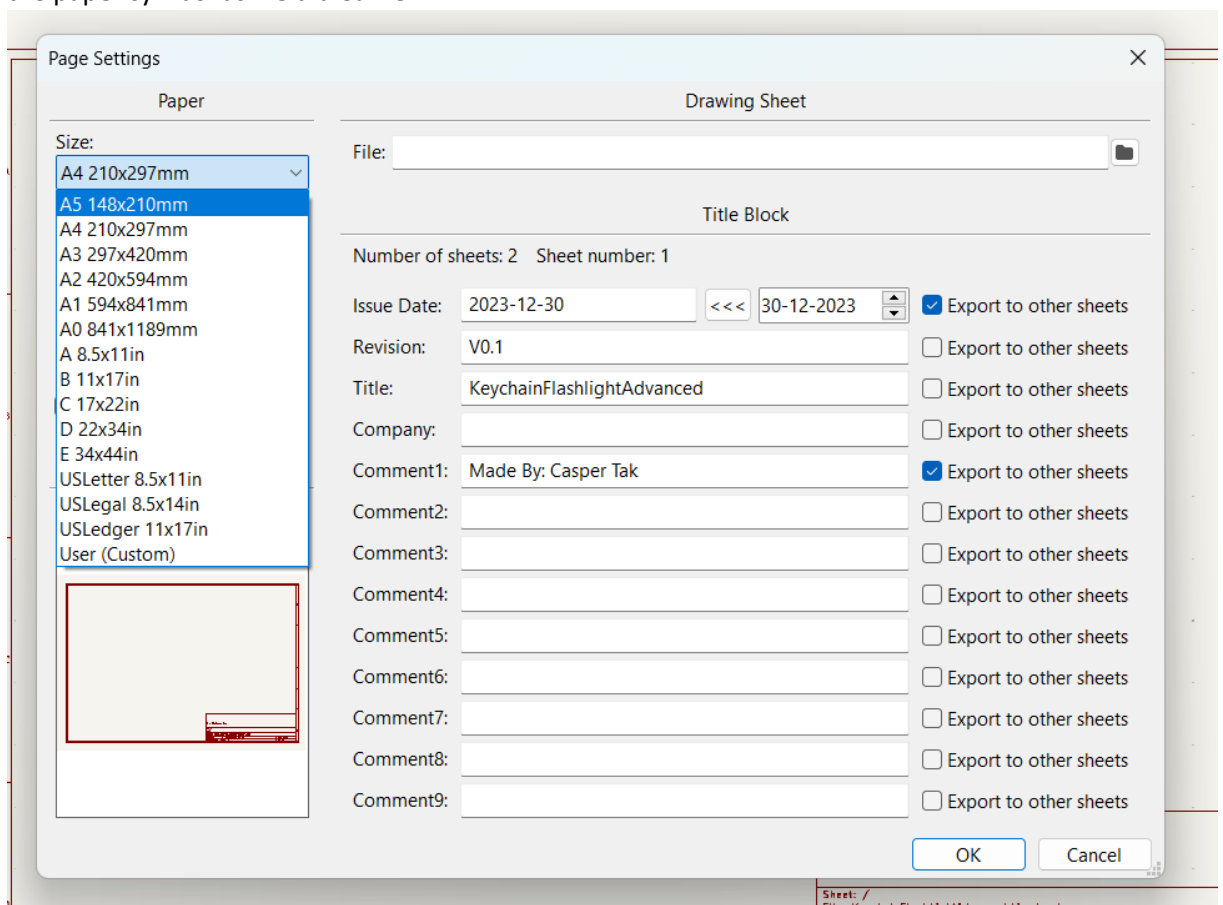 Page Settings
Paper
Drawing Sheet
Size:
A4 210x297mm
File:
A5 148x210mm
A4 210x297mm
A3 297x420mm
A2 420x594mm
A1 594x841mm
A0 841x1189mm
A 8.5x11in
B 11x17in
C 17x22in
D 22x34in
E 34x44in
USLetter 8.5x11in
USLegal 8.5x14in
USLedger 11x17in
User (Custom)
Title Block
Number of sheets: 2 Sheet number: 1
Issue Date: 2023-12-30 <<< 30-12-2023 Export to other sheets
Revision: V0.1 Export to other sheets
Title: KeychainFlashlightAdvanced Export to other sheets
Company: Export to other sheets
Comment1: Made By: Casper Tak Export to other sheets
Comment2: Export to other sheets
Comment3: Export to other sheets
Comment4: Export to other sheets
Comment5: Export to other sheets
Comment6: Export to other sheets
Comment7: Export to other sheets
Comment8: Export to other sheets
Comment9: Export to other sheets
OK Cancel
Sheet: /